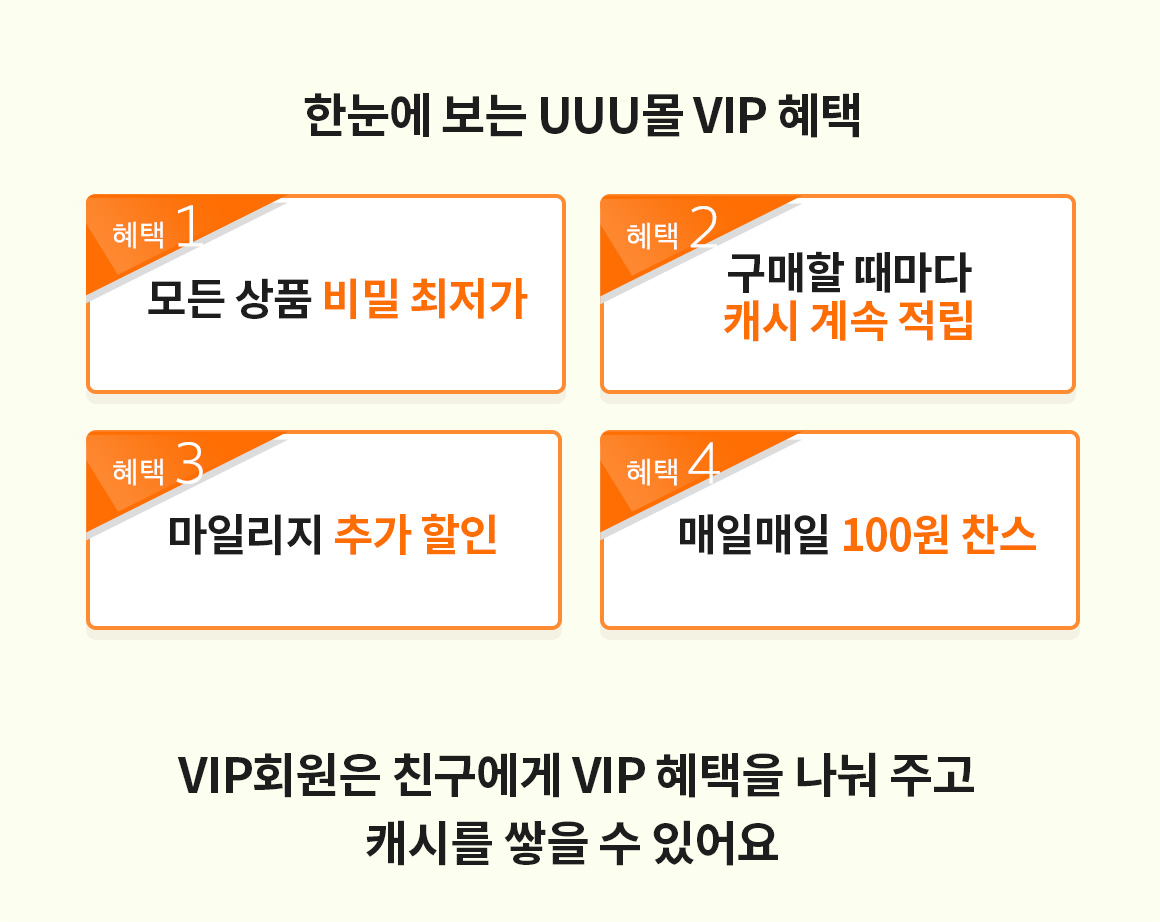 한눈에 보는 UUU몰 VIP 혜택
혜택 1
모든 상품 비밀 최저가
혜택 2
구매할 때마다
캐시 계속 적립
혜택 3
마일리지 추가 할인
혜택 4
매일매일 100원 찬스
VIP회원은 친구에게 VIP 혜택을 나눠 주고
캐시를 쌓을 수 있어요